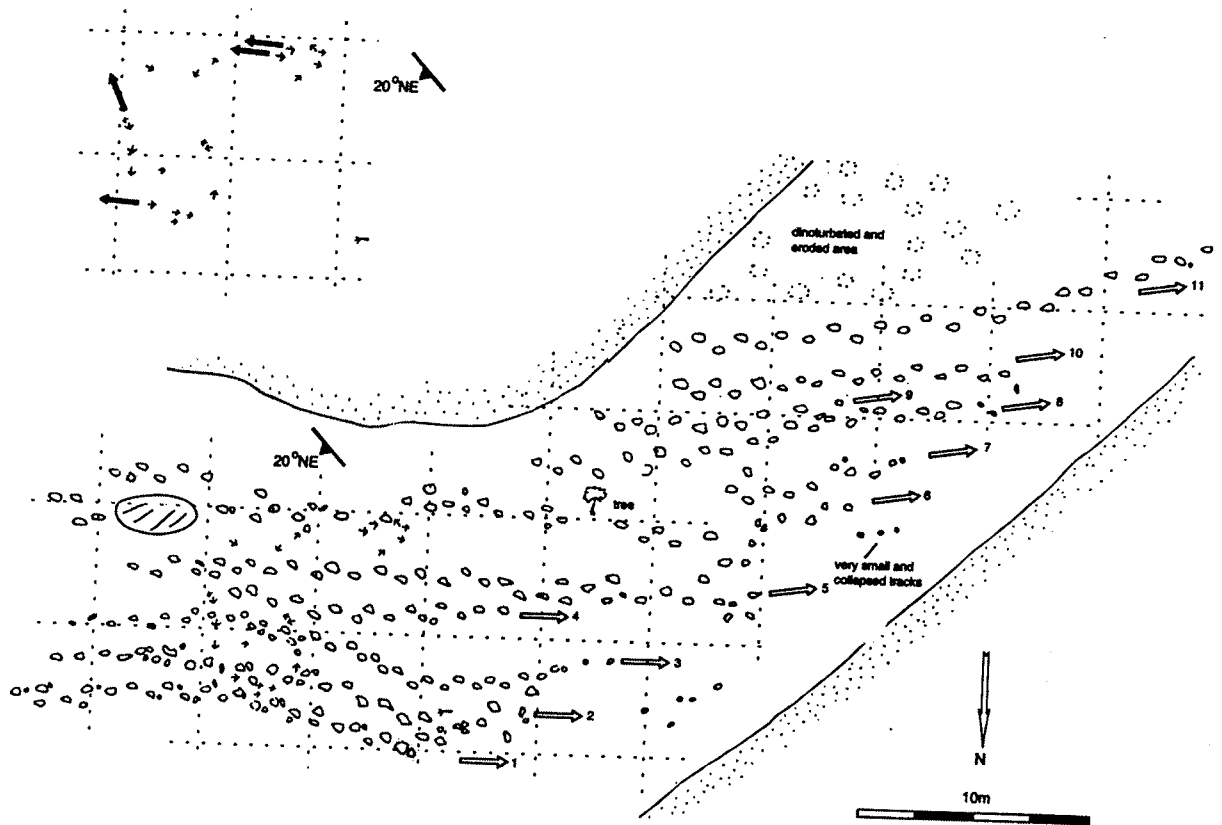 20°NE
dinoturbated and
eroded area
11
10
9
8
20°NE
7
tree
6
very small and
collapsed tracks
5
4
3
2
1
N
10m